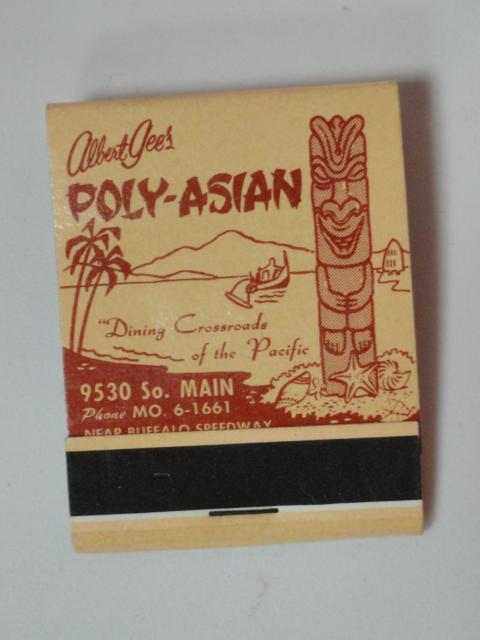 Albert Gee's
POLY-ASIAN
"Dining Crossroads
of the Pacific
9530 So. MAIN
Phone MO. 6-1661
NEAR BUFFALO SPEEDWAY